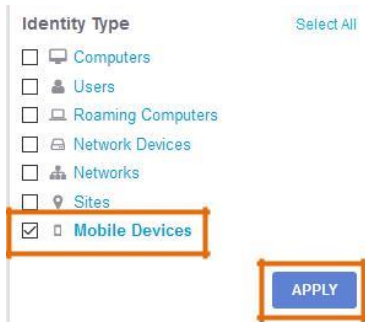 Identity Type Select All
Computers
Users
Roaming Computers
Network Devices
Networks
Sites
Mobile Devices
APPLY